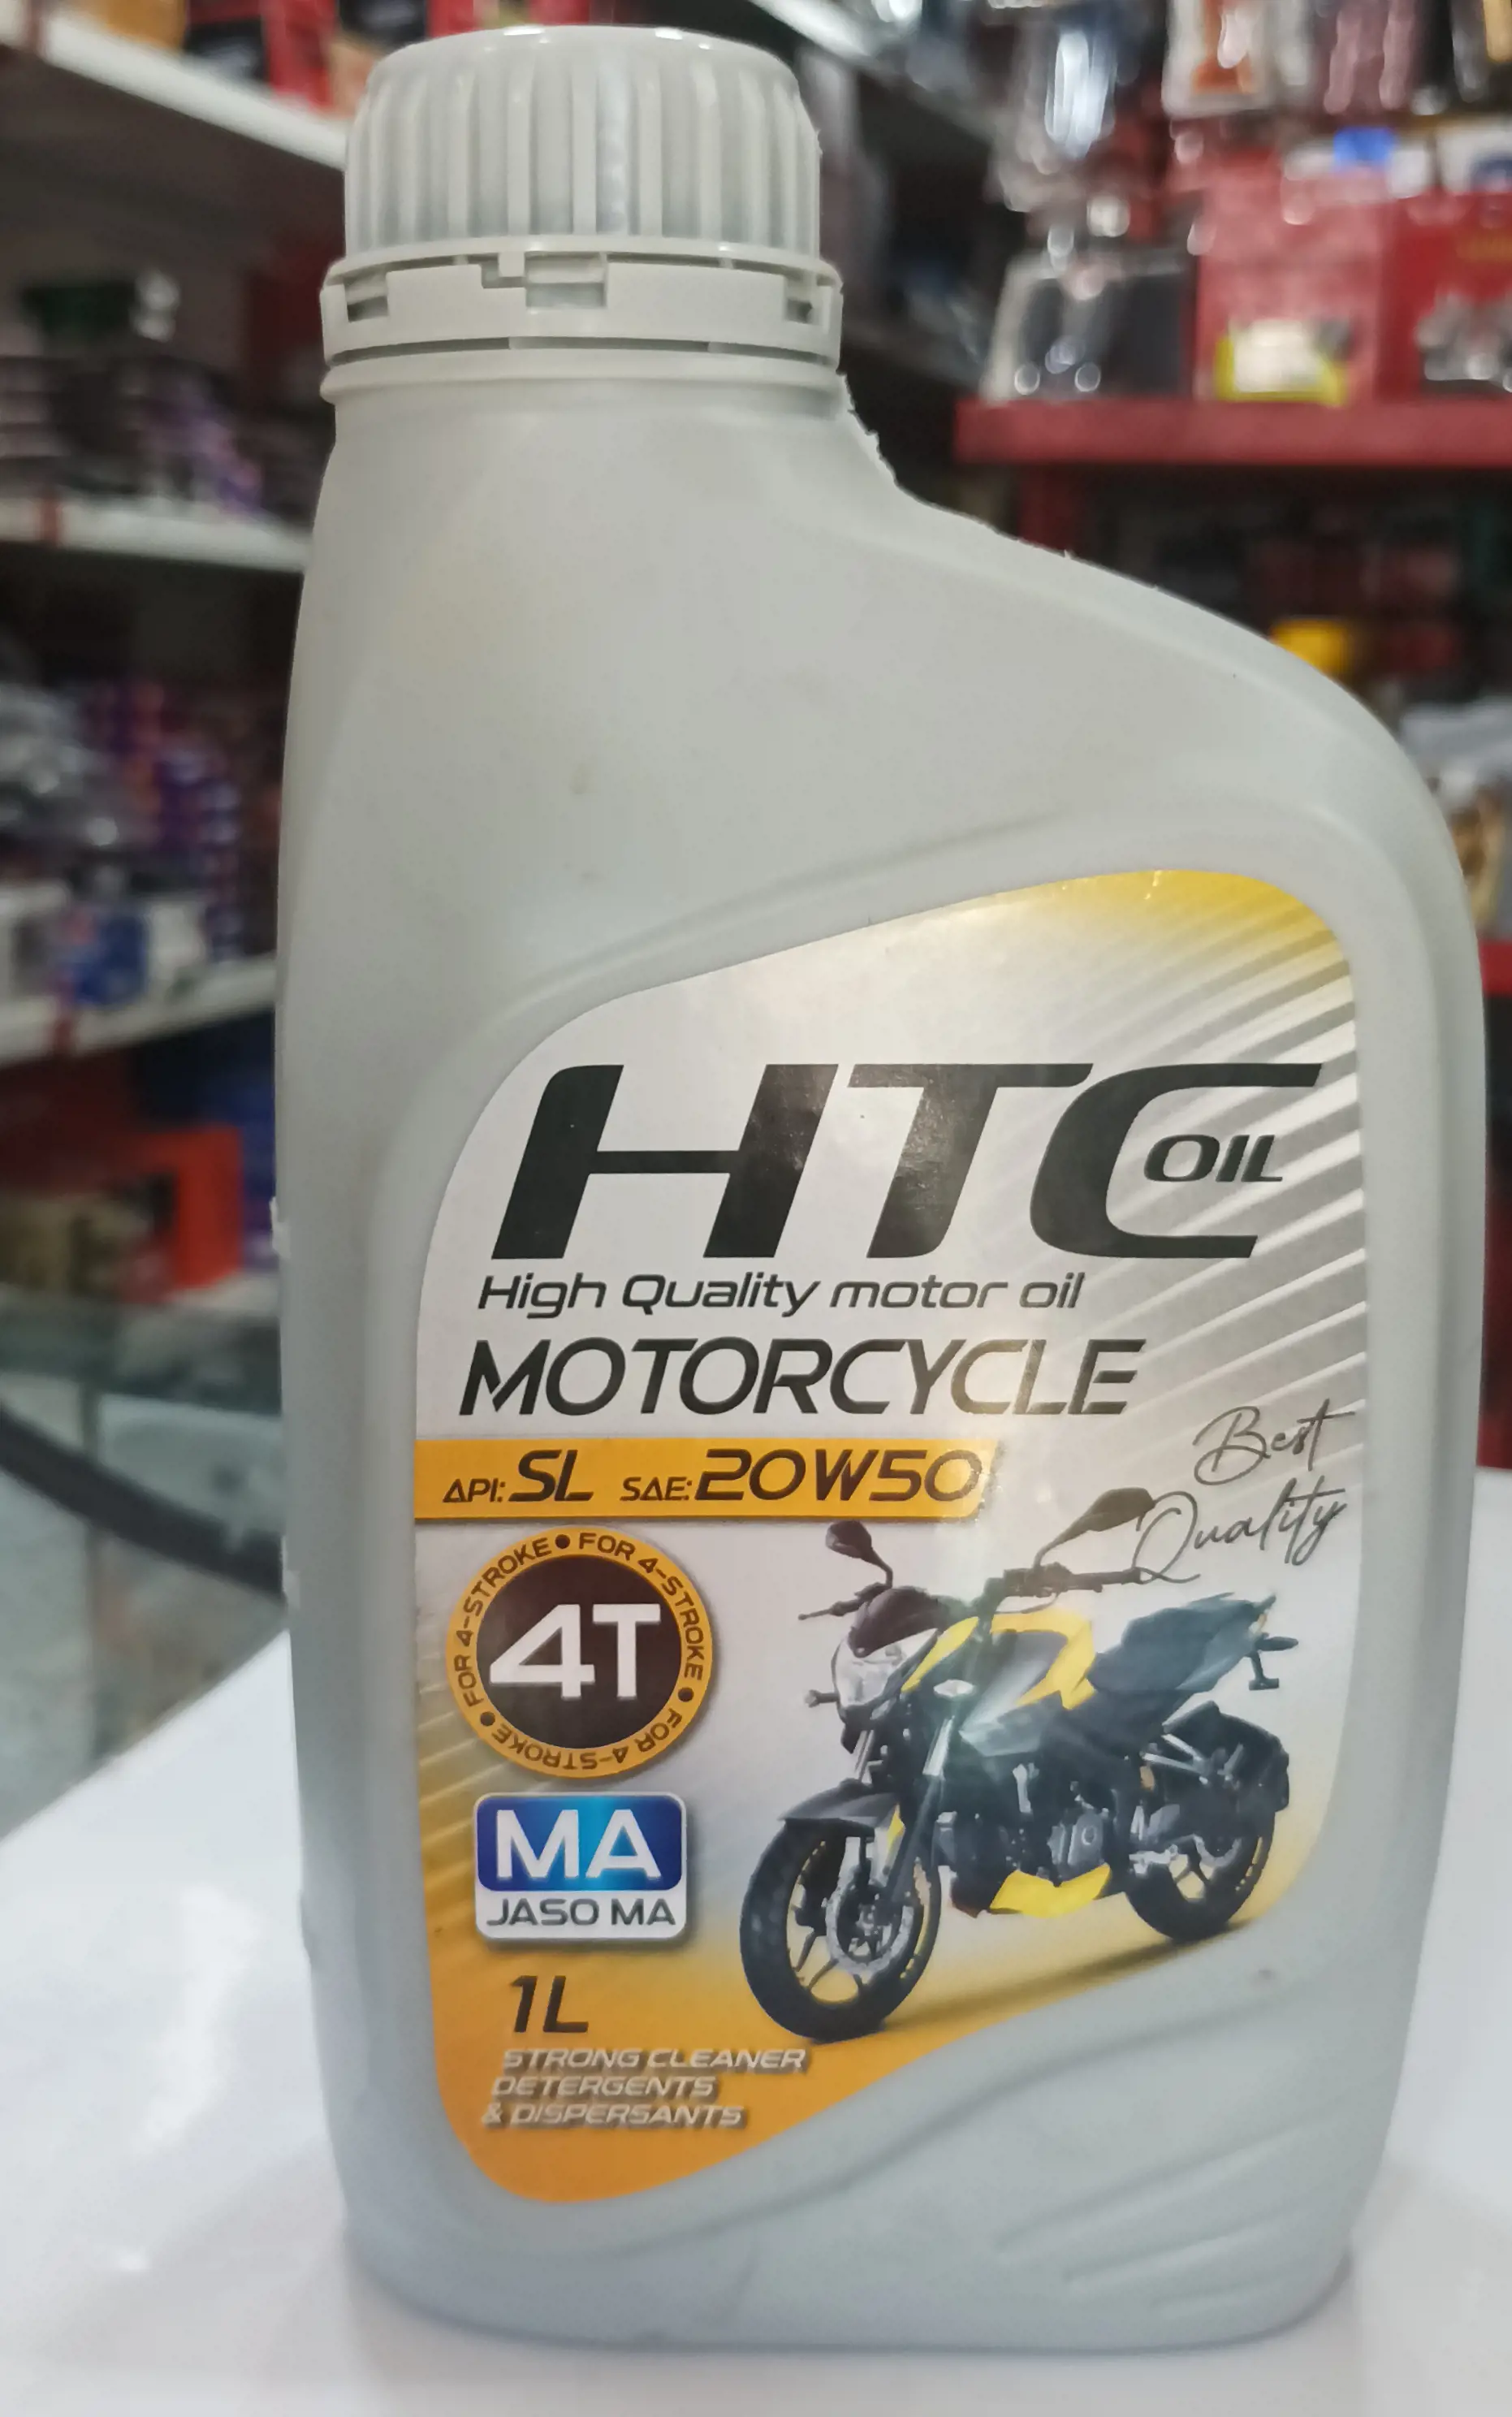 HTC OIL
High Quality motor oil
MOTORCYCLE
API: SL SAE: 20W50
Best
Quality
FOR 4-STROKE • FOR 4-STROKE • FOR 4-STROKE •
4T
MA
JASO MA
1L
STRONG CLEANER
DETERGENTS
& DISPERSANTS